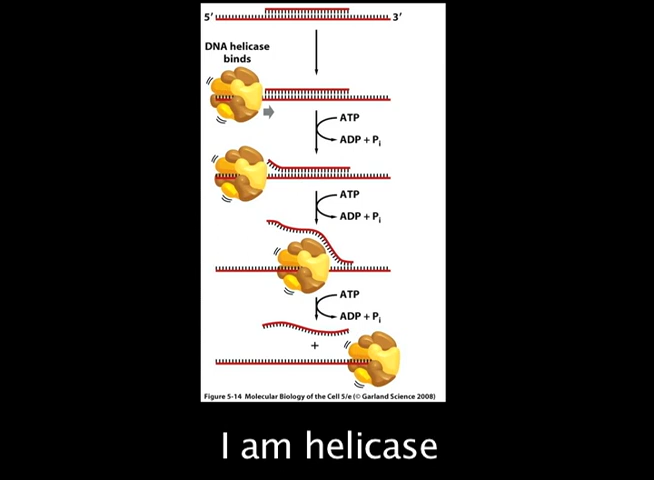 5′ 3′
DNA helicase
binds
ATP
ADP + Pi
ATP
ADP + Pi
ATP
ADP + Pi
+
Figure 5-14 Molecular Biology of the Cell 5/e (© Garland Science 2008)
I am helicase